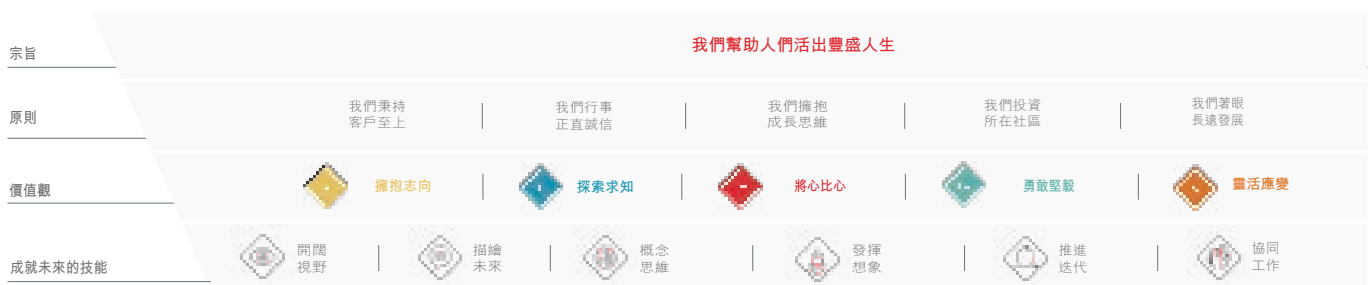 宗旨
我們幫助人們活出豐盛人生
原則
我們秉持
客戶至上
我們行事
正直誠信
我們擁抱
成長思維
我們投資
所在社區
我們著眼
長遠發展
價值觀
擁抱志向
探索求知
將心比心
勇敢堅毅
靈活應變
成就未來的技能
開闊
視野
描繪
未來
概念
思維
發揮
想象
推進
迭代
協同
工作